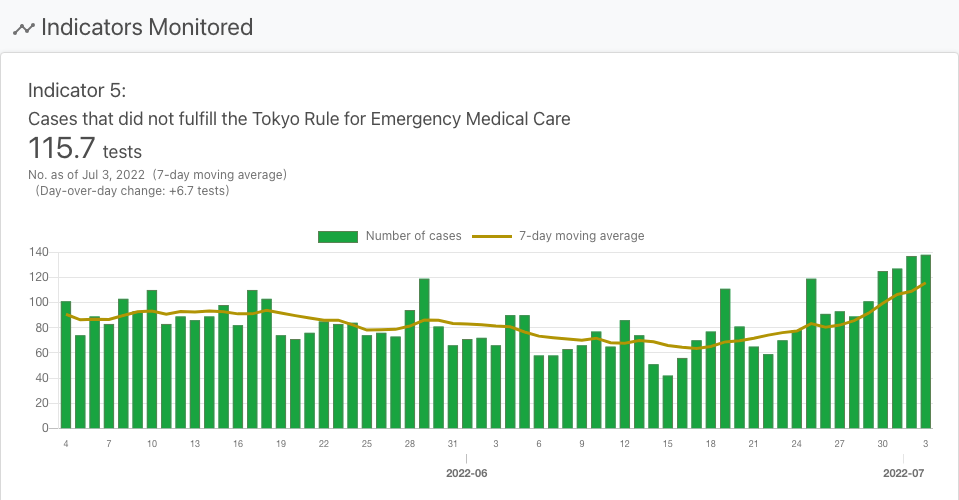 Indicators Monitored
Indicator 5:
Cases that did not fulfill the Tokyo Rule for Emergency Medical Care
115.7 tests
No. as of Jul 3, 2022 (7-day moving average)
(Day-over-day change: +6.7 tests)
Number of cases 7-day moving average
140
120
100
80
60
40
20
0
4 7 10 13 16 19 22 25 28 31 3 6 9 12 15 18 21 24 27 30 3
2022-06 2022-07